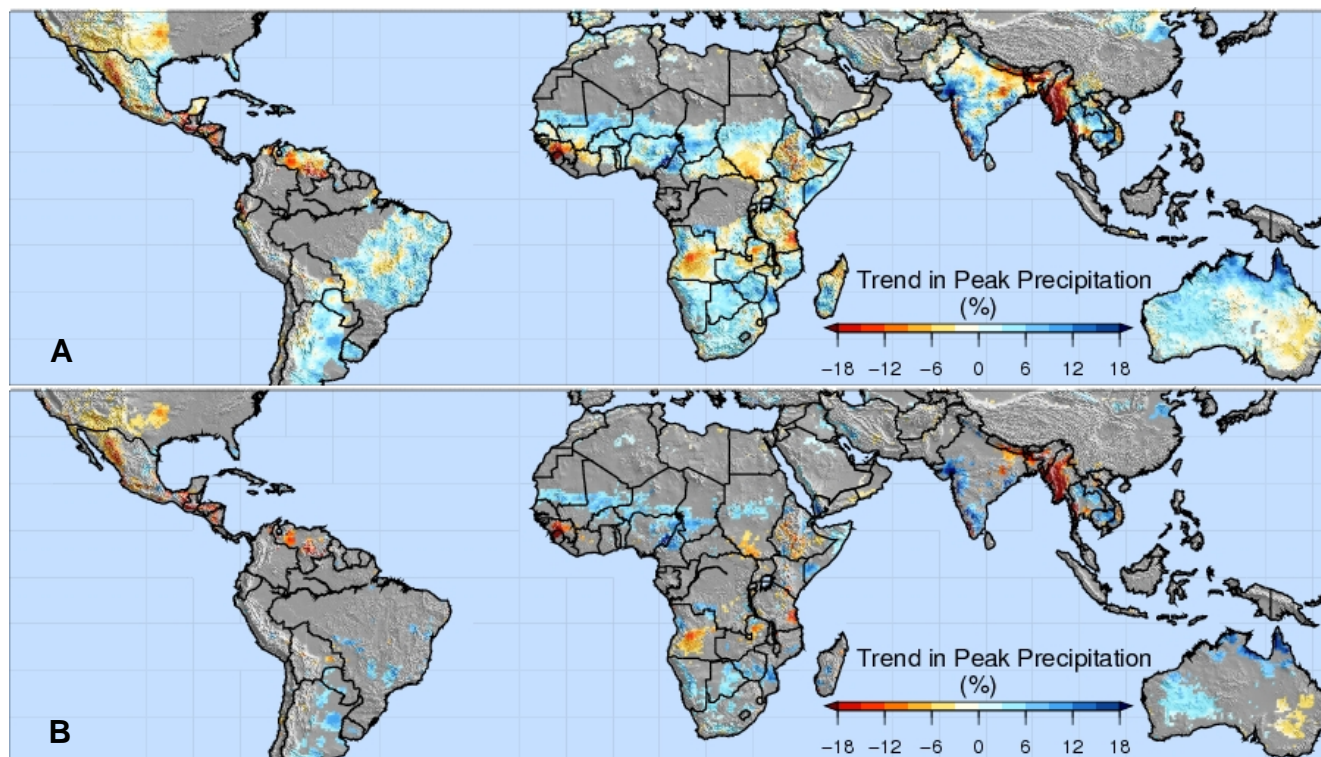 Trend in Peak Precipitation
(%)
−18 −12 −6 0 6 12 18
A
Trend in Peak Precipitation
(%)
−18 −12 −6 0 6 12 18
B